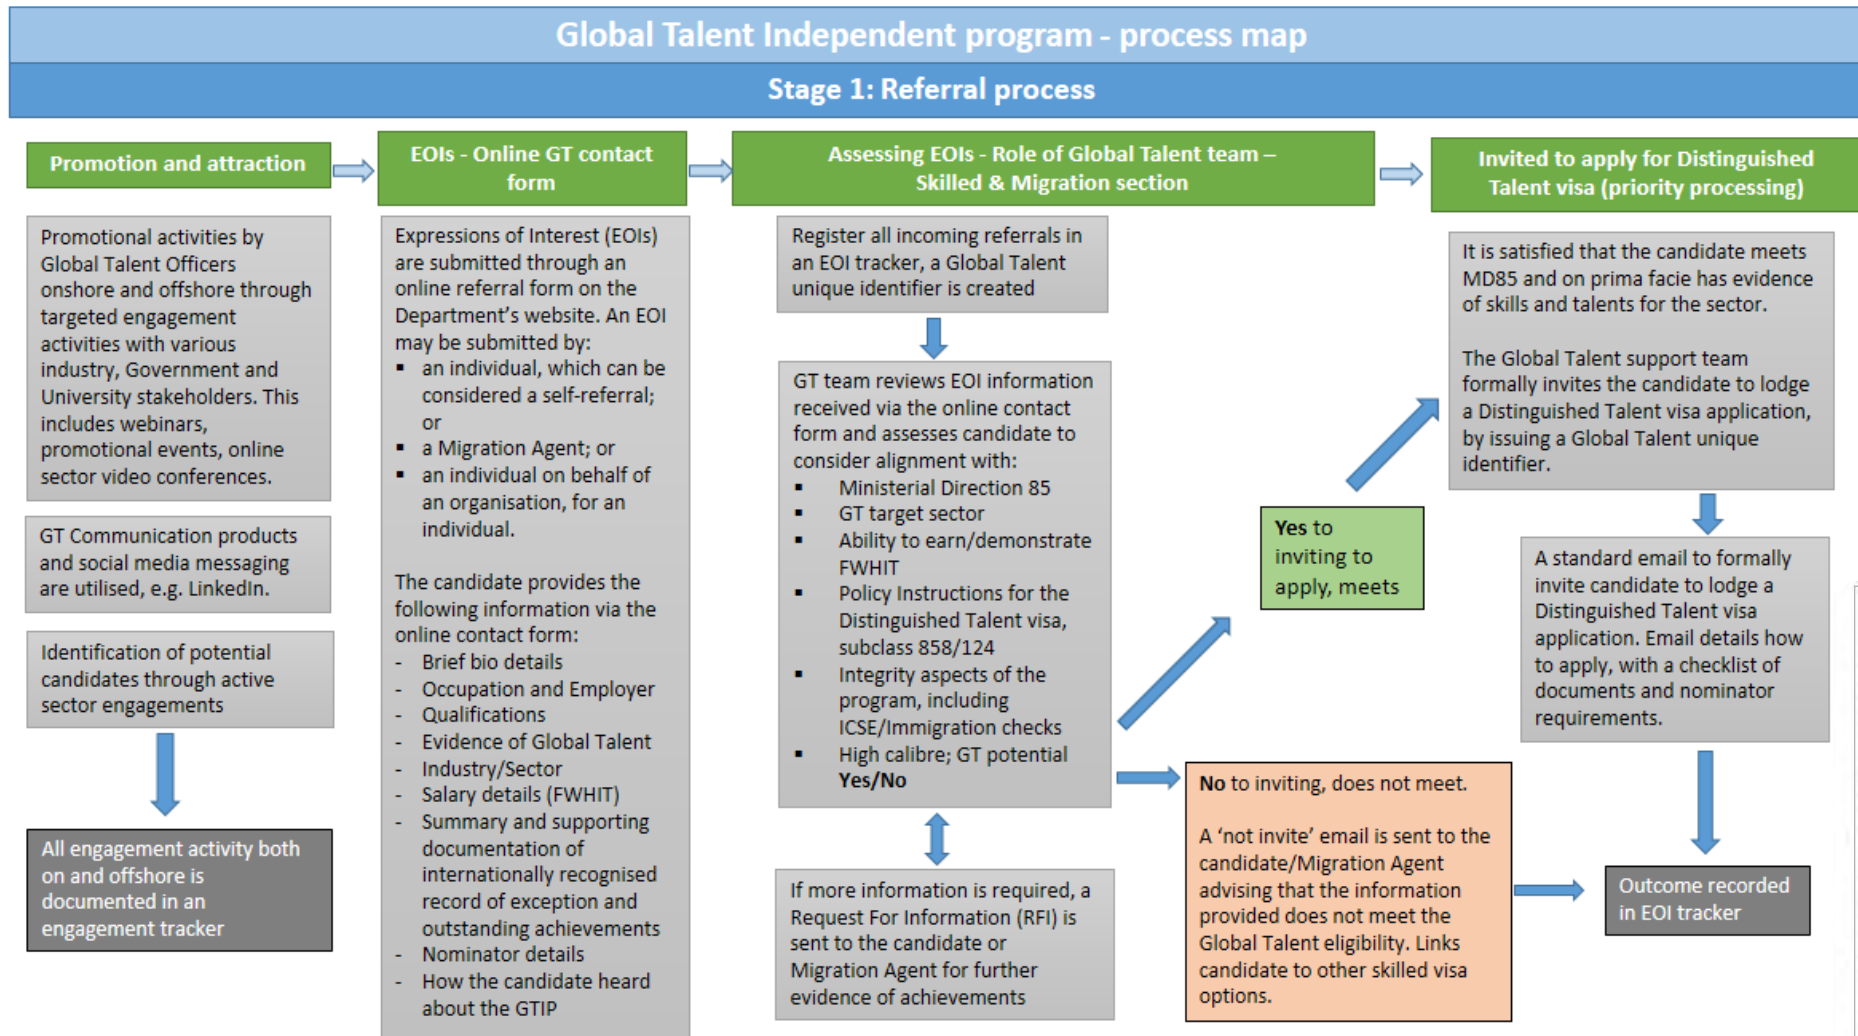 Global Talent Independent program - process map
Stage 1: Referral process
Promotion and attraction
Promotional activities by
Global Talent Officers
onshore and offshore through
targeted engagement
activities with various
industry, Government and
University stakeholders. This
includes webinars,
promotional events, online
sector video conferences.
GT Communication products
and social media messaging
are utilised, e.g. LinkedIn.
Identification of potential
candidates through active
sector engagements
All engagement activity both
on and offshore is
documented in an
engagement tracker
EOIs - Online GT contact
form
Expressions of Interest (EOIs)
are submitted through an
online referral form on the
Department's website. An EOI
may be submitted by:
▪ an individual, which can be
considered a self-referral;
or
▪ a Migration Agent; or
▪ an individual on behalf of
an organisation, for an
individual.
The candidate provides the
following information via the
online contact form:
- Brief bio details
- Occupation and Employer
- Qualifications
- Evidence of Global Talent
- Industry/Sector
- Salary details (FWHIT)
- Summary and supporting
documentation of
internationally recognised
record of exception and
outstanding achievements
- Nominator details
- How the candidate heard
about the GTIP
Assessing EOIs - Role of Global Talent team –
Skilled & Migration section
Register all incoming referrals in
an EOI tracker, a Global Talent
unique identifier is created
GT team reviews EOI information
received via the online contact
form and assesses candidate to
consider alignment with:
▪ Ministerial Direction 85
▪ GT target sector
▪ Ability to earn/demonstrate
FWHIT
▪ Policy Instructions for the
Distinguished Talent visa,
subclass 858/124
▪ Integrity aspects of the
program, including
ICSE/Immigration checks
▪ High calibre; GT potential
Yes/No
If more information is required, a
Request For Information (RFI) is
sent to the candidate or
Migration Agent for further
evidence of achievements
Yes to
inviting to
apply, meets
No to inviting, does not meet.
A 'not invite' email is sent to the
candidate/Migration Agent
advising that the information
provided does not meet the
Global Talent eligibility. Links
candidate to other skilled visa
options.
Invited to apply for Distinguished
Talent visa (priority processing)
It is satisfied that the candidate meets
MD85 and on prima facie has evidence
of skills and talents for the sector.
The Global Talent support team
formally invites the candidate to lodge
a Distinguished Talent visa application,
by issuing a Global Talent unique
identifier.
A standard email to formally
invite candidate to lodge a
Distinguished Talent visa
application. Email details how
to apply, with a checklist of
documents and nominator
requirements.
Outcome recorded
in EOI tracker